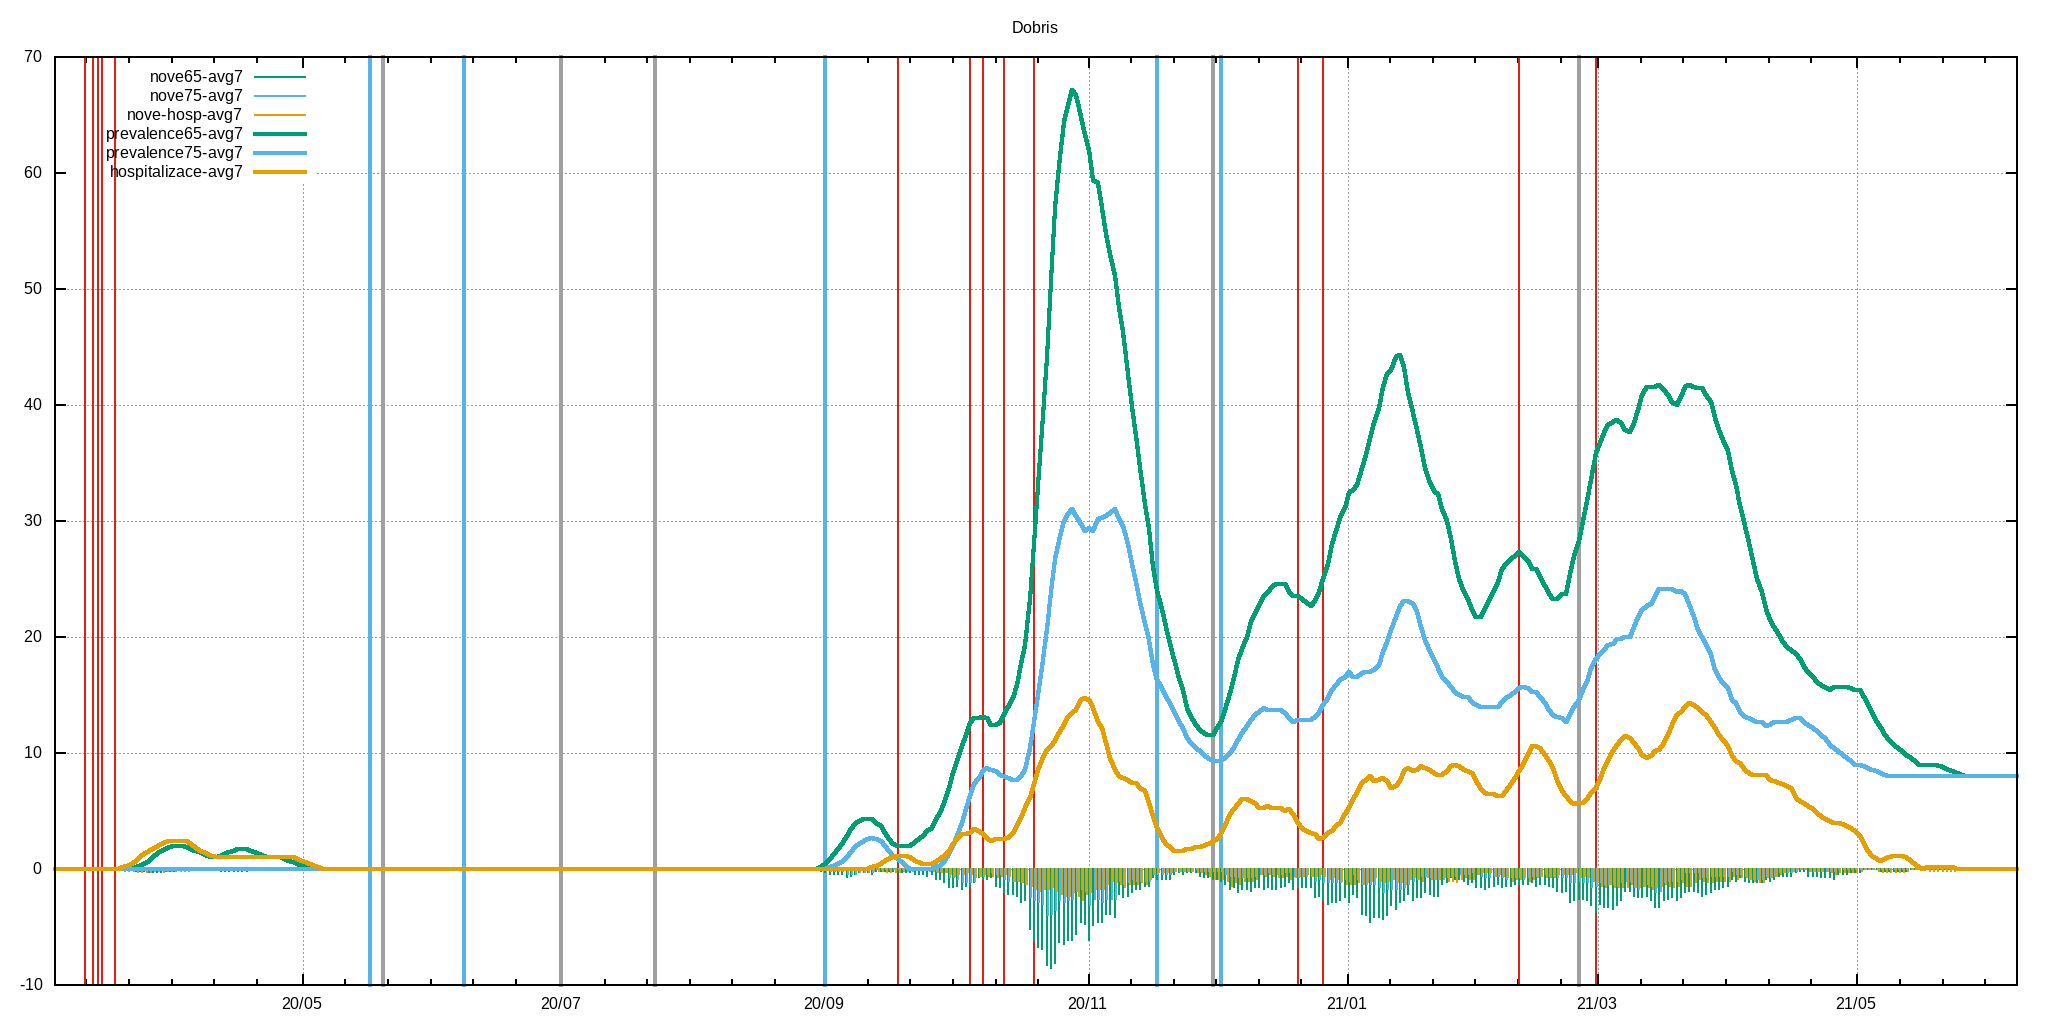 Dobris
70
60
50
40
30
20
10
0
-10
nove65-avg7
nove75-avg7
nove-hosp-avg7
prevalence65-avg7
prevalence75-avg7
hospitalizace-avg7
20/05 20/07 20/09 20/11 21/01 21/03 21/05